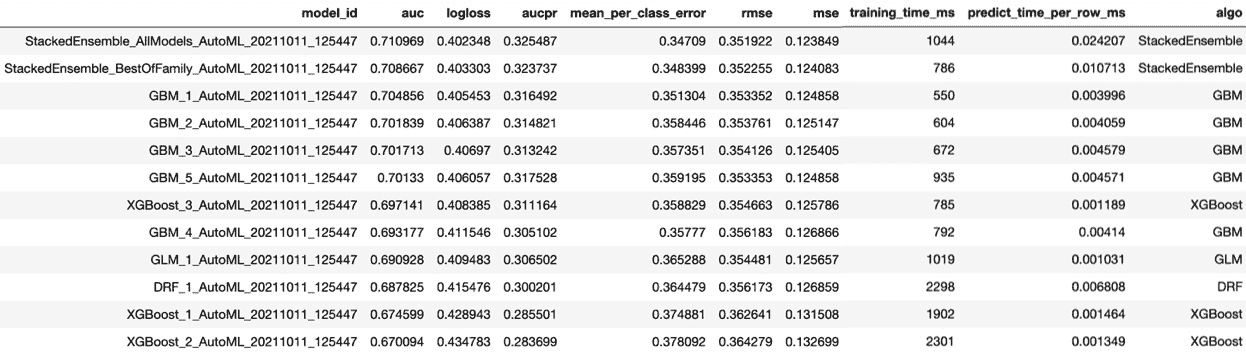 model_id auc logloss aucpr mean_per_class_error rmse mse training_time_ms predict_time_per_row_ms algo
StackedEnsemble_AllModels_AutoML_20211011_125447 0.710969 0.402348 0.325487 0.34709 0.351922 0.123849 1044 0.024207 StackedEnsemble
StackedEnsemble_BestOfFamily_AutoML_20211011_125447 0.708667 0.403303 0.323737 0.348399 0.352255 0.124083 786 0.010713 StackedEnsemble
GBM_1_AutoML_20211011_125447 0.704856 0.405453 0.316492 0.351304 0.353352 0.124858 550 0.003996 GBM
GBM_2_AutoML_20211011_125447 0.701839 0.406387 0.314821 0.358446 0.353761 0.125147 604 0.004059 GBM
GBM_3_AutoML_20211011_125447 0.701713 0.40697 0.313242 0.357351 0.354126 0.125405 672 0.004579 GBM
GBM_5_AutoML_20211011_125447 0.70133 0.406057 0.317528 0.359195 0.353353 0.124858 935 0.004571 GBM
XGBoost_3_AutoML_20211011_125447 0.697141 0.408385 0.311164 0.358829 0.354663 0.125786 785 0.001189 XGBoost
GBM_4_AutoML_20211011_125447 0.693177 0.411546 0.305102 0.35777 0.356183 0.126866 792 0.00414 GBM
GLM_1_AutoML_20211011_125447 0.690928 0.409483 0.306502 0.365288 0.354481 0.125657 1019 0.001031 GLM
DRF_1_AutoML_20211011_125447 0.687825 0.415476 0.300201 0.364479 0.356173 0.126859 2298 0.006808 DRF
XGBoost_1_AutoML_20211011_125447 0.674599 0.428943 0.285501 0.374881 0.362641 0.131508 1902 0.001464 XGBoost
XGBoost_2_AutoML_20211011_125447 0.670094 0.434783 0.283699 0.378092 0.364279 0.132699 2301 0.001349 XGBoost